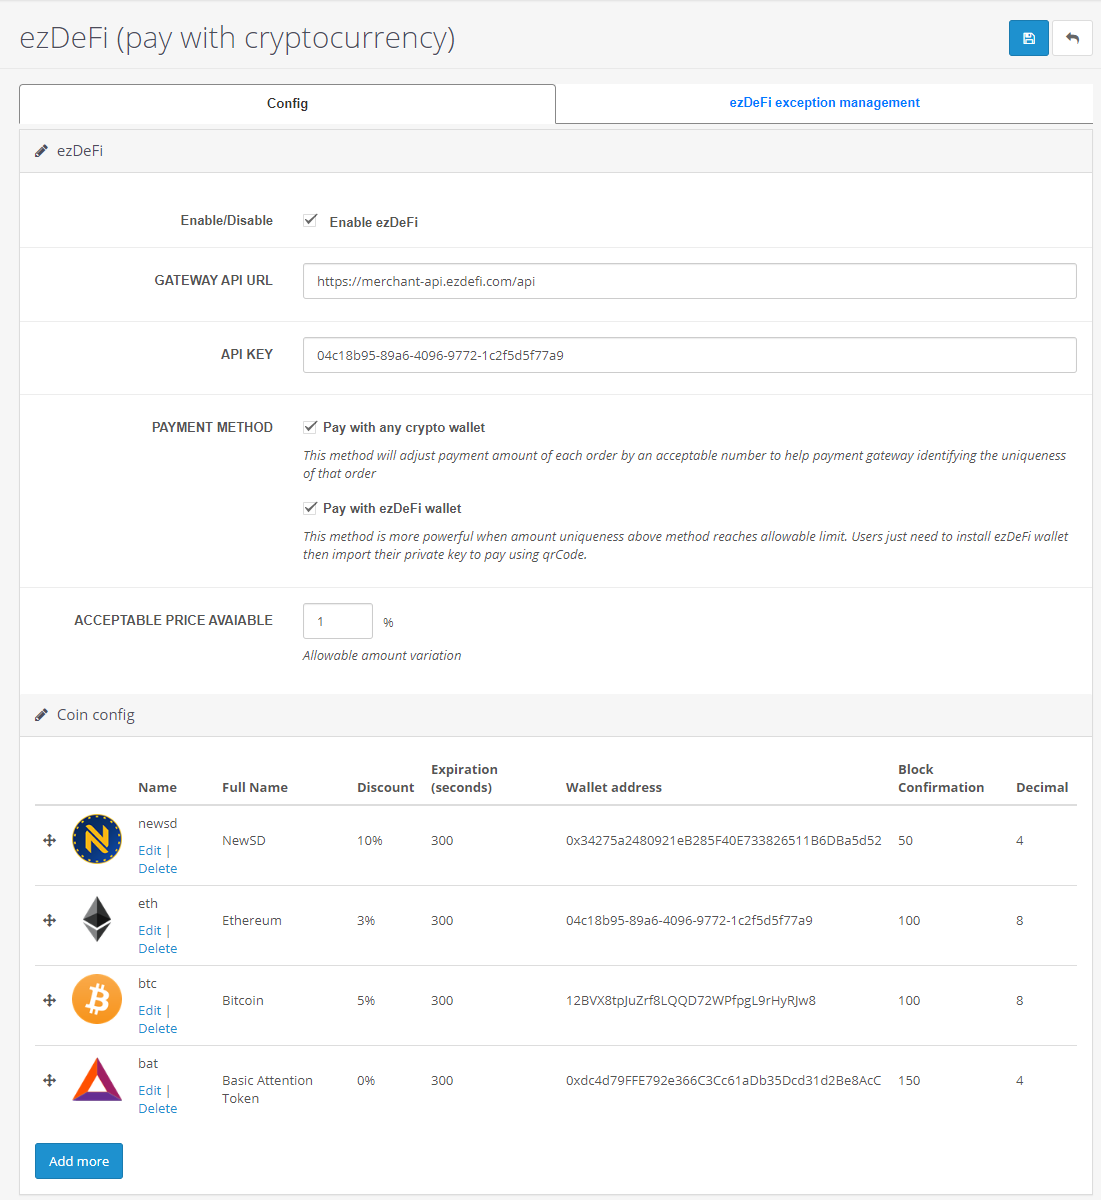 ezDeFi (pay with cryptocurrency)
Config
ezDeFi exception management
ezDeFi
Enable/Disable
Enable ezDeFi
GATEWAY API URL
https://merchant-api.ezdefi.com/api
API KEY
04c18b95-89a6-4096-9772-1c2f5d5f77a9
PAYMENT METHOD
Pay with any crypto wallet
This method will adjust payment amount of each order by an acceptable number to help payment gateway identifying the uniqueness
of that order
Pay with ezDeFi wallet
This method is more powerful when amount uniqueness above method reaches allowable limit. Users just need to install ezDeFi wallet
then import their private key to pay using qrCode.
ACCEPTABLE PRICE AVAIABLE
1 %
Allowable amount variation
Coin config
Name Full Name Discount Expiration (seconds) Wallet address Block Confirmation Decimal
newsd
Edit |
Delete
NewSD 10% 300 0x34275a2480921eB285F40E733826511B6DBa5d52 50 4
eth
Edit |
Delete
Ethereum 3% 300 04c18b95-89a6-4096-9772-1c2f5d5f77a9 100 8
btc
Edit |
Delete
Bitcoin 5% 300 12BVX8tpJuZrf8LQQD72WPfpgL9rHyRJw8 100 8
bat
Edit |
Delete
Basic Attention Token 0% 300 0xdc4d79FFE792e366C3Cc61aDb35Dcd31d2Be8AcC 150 4
Add more